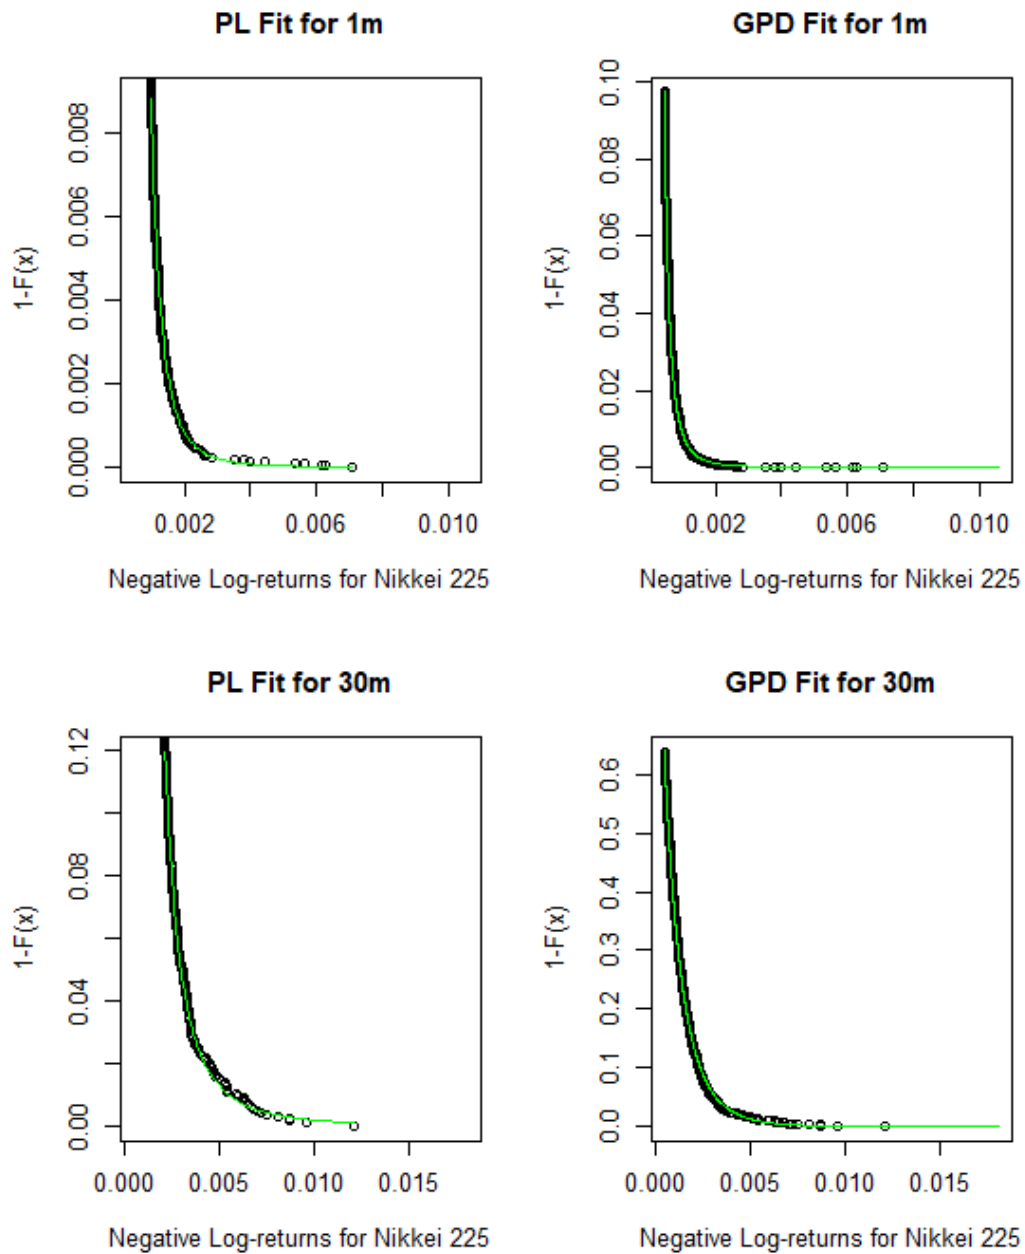 PL Fit for 1m
1-F(x)
0.008
0.006
0.004
0.002
0.000
0.002 0.006 0.010
Negative Log-returns for Nikkei 225
GPD Fit for 1m
1-F(x)
0.10
0.08
0.06
0.04
0.02
0.00
0.002 0.006 0.010
Negative Log-returns for Nikkei 225
PL Fit for 30m
1-F(x)
0.12
0.08
0.04
0.00
0.000 0.005 0.010 0.015
Negative Log-returns for Nikkei 225
GPD Fit for 30m
1-F(x)
0.6
0.5
0.4
0.3
0.2
0.1
0.0
0.000 0.005 0.010 0.015
Negative Log-returns for Nikkei 225